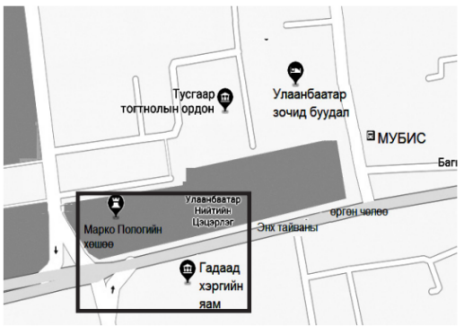 Тусгаар
тогтнолын ордон
Улаанбаатар
зочид буудал
МУБИС
Баг
Улаанбаатар
Нийтийн
Цэцэрлэг
Марко Пологийн
хөшөө
өргөн чөлөө
Энх тайваны
Гадаад
хэргийн
яам